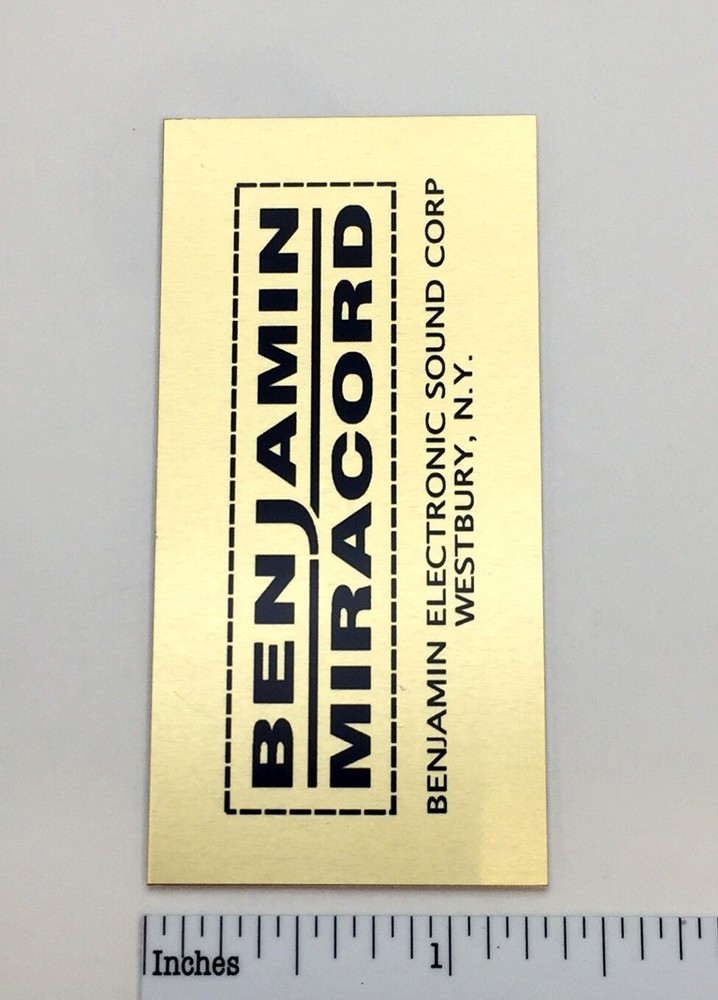 BENJAMIN
MIRACORD
BENJAMIN ELECTRONIC SOUND CORP
WESTBURY, N.Y.
Inches
1